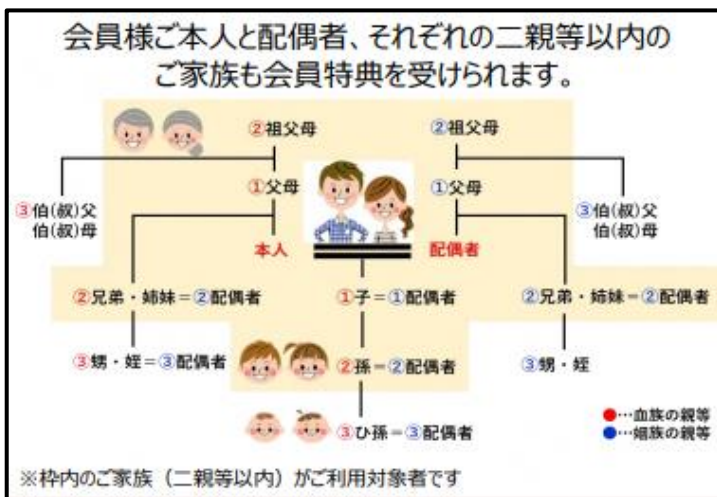 会員様ご本人と配偶者、それぞれの二親等以内の
ご家族も会員特典を受けられます。
②祖父母
②祖父母
①父母
①父母
③伯(叔)父
伯(叔)母
③伯(叔)父
伯(叔)母
本人
配偶者
②兄弟・姉妹=②配偶者
①子=①配偶者
②兄弟・姉妹=②配偶者
③甥・姪=③配偶者
②孫=②配偶者
③甥・姪
③ひ孫=③配偶者
●…血族の親等
●…姻族の親等
※枠内のご家族（二親等以内）がご利用対象者です